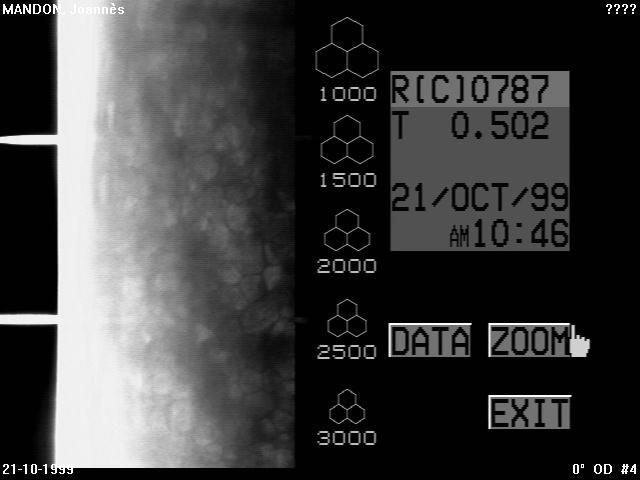 MANDON, Joannès
????
1000
1500
2000
2500
3000
R[C]0787
T 0.502
21/OCT/99
AM10:46
DATA
ZOOM
EXIT
21-10-1999
0° OD #4